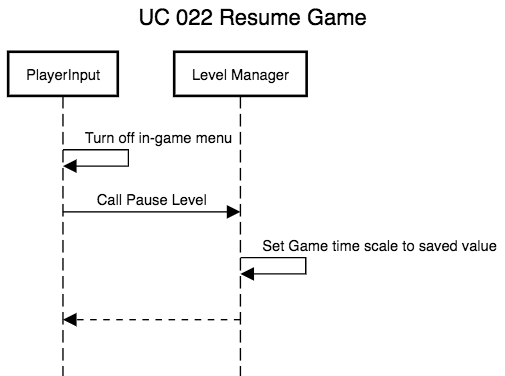 UC 022 Resume Game
PlayerInput
Level Manager
Turn off in-game menu
Call Pause Level
Set Game time scale to saved value